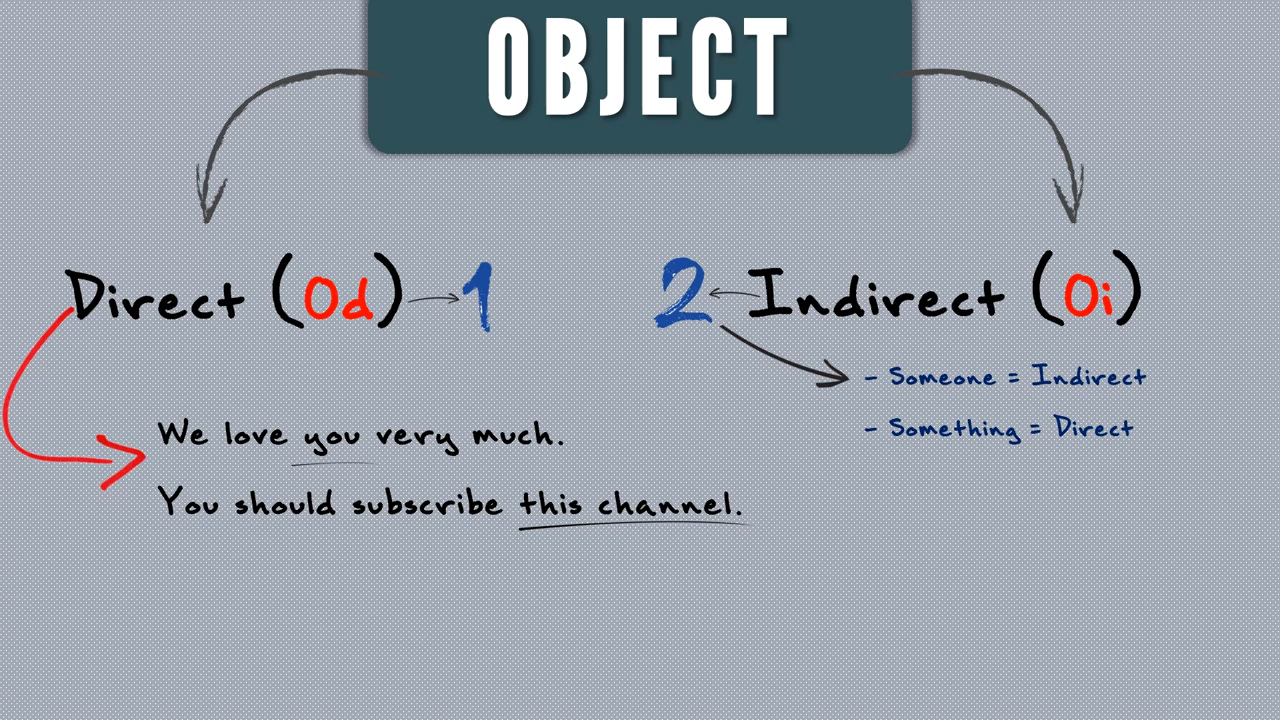 OBJECT
Direct (Od) 1
2 Indirect (Oi)
- Someone = Indirect
- Something = Direct
We love you very much.
You should subscribe this channel.